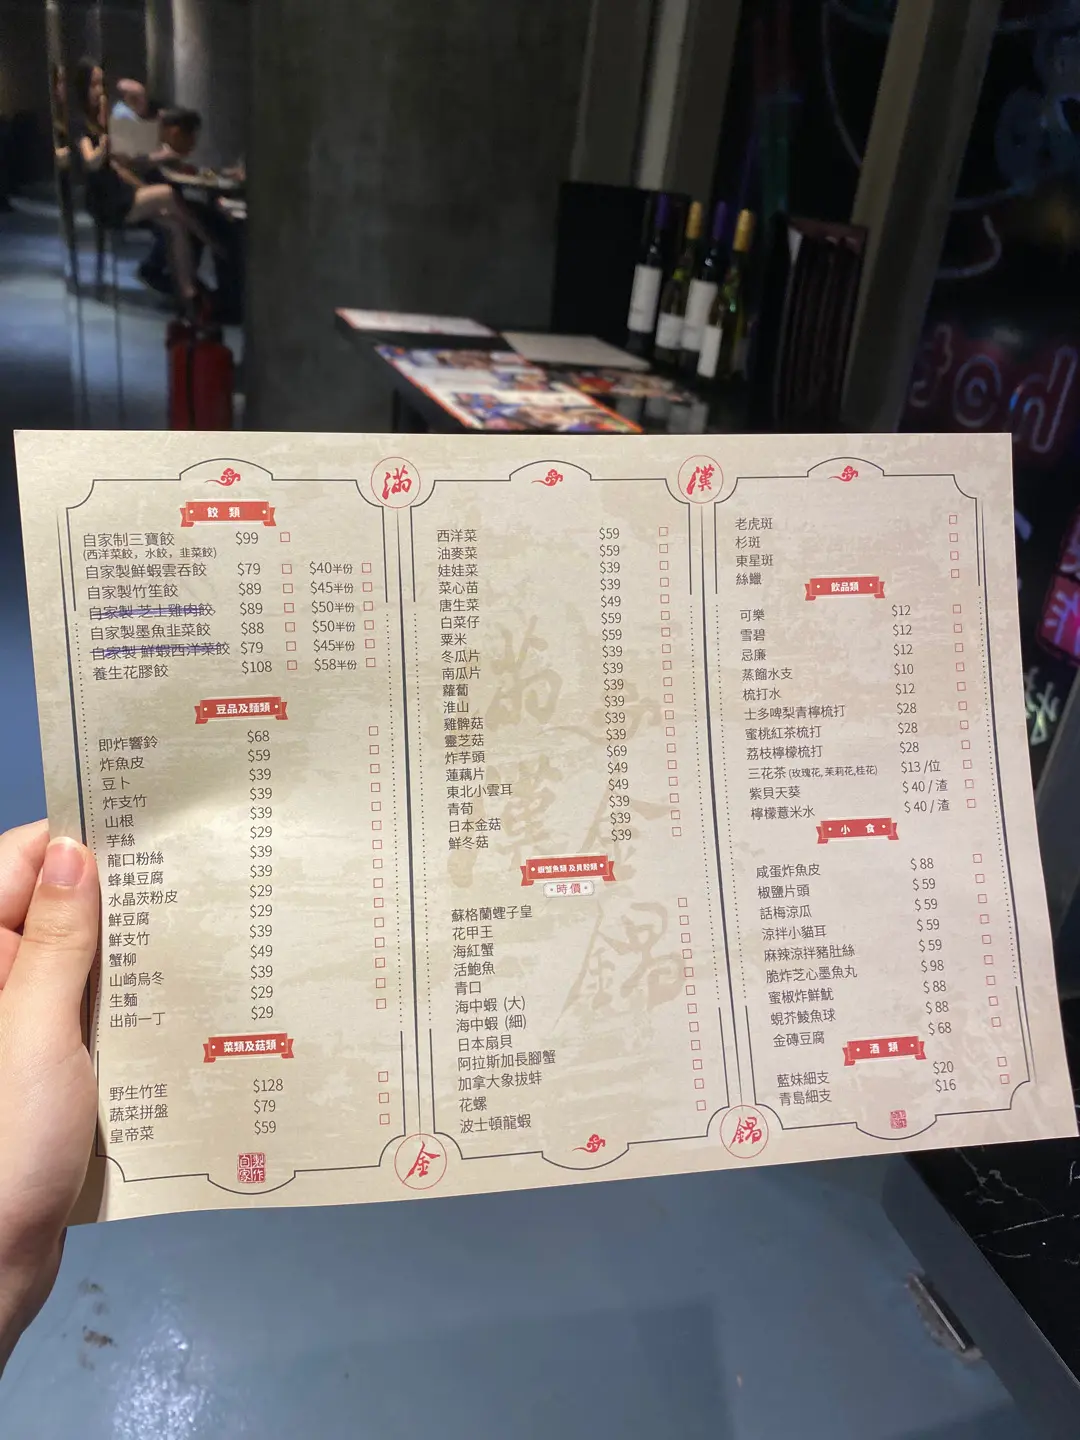 滿
漢
餃 類
自家制三寶餃 $99
(西洋菜餃，水餃，韭菜餃)
自家製鮮蝦雲吞餃 $79 $40半份
自家製竹笙餃 $89 $45半份
自家製 芝士雞肉餃 $89 $50半份
自家製墨魚韭菜餃 $88 $50半份
自家製 鮮蝦西洋菜餃 $79 $45半份
養生花膠餃 $108 $58半份
豆品及麵類
即炸響鈴 $68
炸魚皮 $59
豆卜 $39
炸支竹 $39
山根 $39
芋絲 $29
龍口粉絲 $39
蜂巢豆腐 $39
水晶茨粉皮 $29
鮮豆腐 $29
鮮支竹 $39
蟹柳 $49
山崎烏冬 $39
生麵 $29
出前一丁 $29
菜類及菇類
野生竹笙 $128
蔬菜拼盤 $79
皇帝菜 $59
自家製作
西洋菜 $59
油麥菜 $59
娃娃菜 $39
菜心苗 $39
唐生菜 $49
白菜仔 $59
粟米 $59
冬瓜片 $39
南瓜片 $39
蘿蔔 $39
淮山 $39
雞髀菇 $39
靈芝菇 $39
炸芋頭 $69
蓮藕片 $49
東北小雲耳 $49
青筍 $39
日本金菇 $39
鮮冬菇 $39
蝦蟹魚類及貝殼類
時價
蘇格蘭蟶子皇
花甲王
海紅蟹
活鮑魚
青口
海中蝦 (大)
海中蝦 (細)
日本扇貝
阿拉斯加長腳蟹
加拿大象拔蚌
花螺
波士頓龍蝦
滿漢金鍋
老虎斑
杉斑
東星斑
絲鱲
飲品類
可樂 $12
雪碧 $12
忌廉 $12
蒸餾水支 $10
梳打水 $12
士多啤梨青檸梳打 $28
蜜桃紅茶梳打 $28
荔枝檸檬梳打 $28
三花茶 (玫瑰花, 茉莉花,桂花) $13 /位
紫貝天葵 $ 40 / 渣
檸檬薏米水 $ 40 / 渣
小 食
咸蛋炸魚皮 $ 88
椒鹽片頭 $ 59
話梅涼瓜 $ 59
涼拌小貓耳 $ 59
麻辣涼拌豬肚絲 $ 59
脆炸芝心墨魚丸 $ 98
蜜椒炸鮮魷 $ 88
蜆芥鯪魚球 $ 88
金磚豆腐 $ 68
酒 類
藍妹細支 $20
青島細支 $16
金
鍋